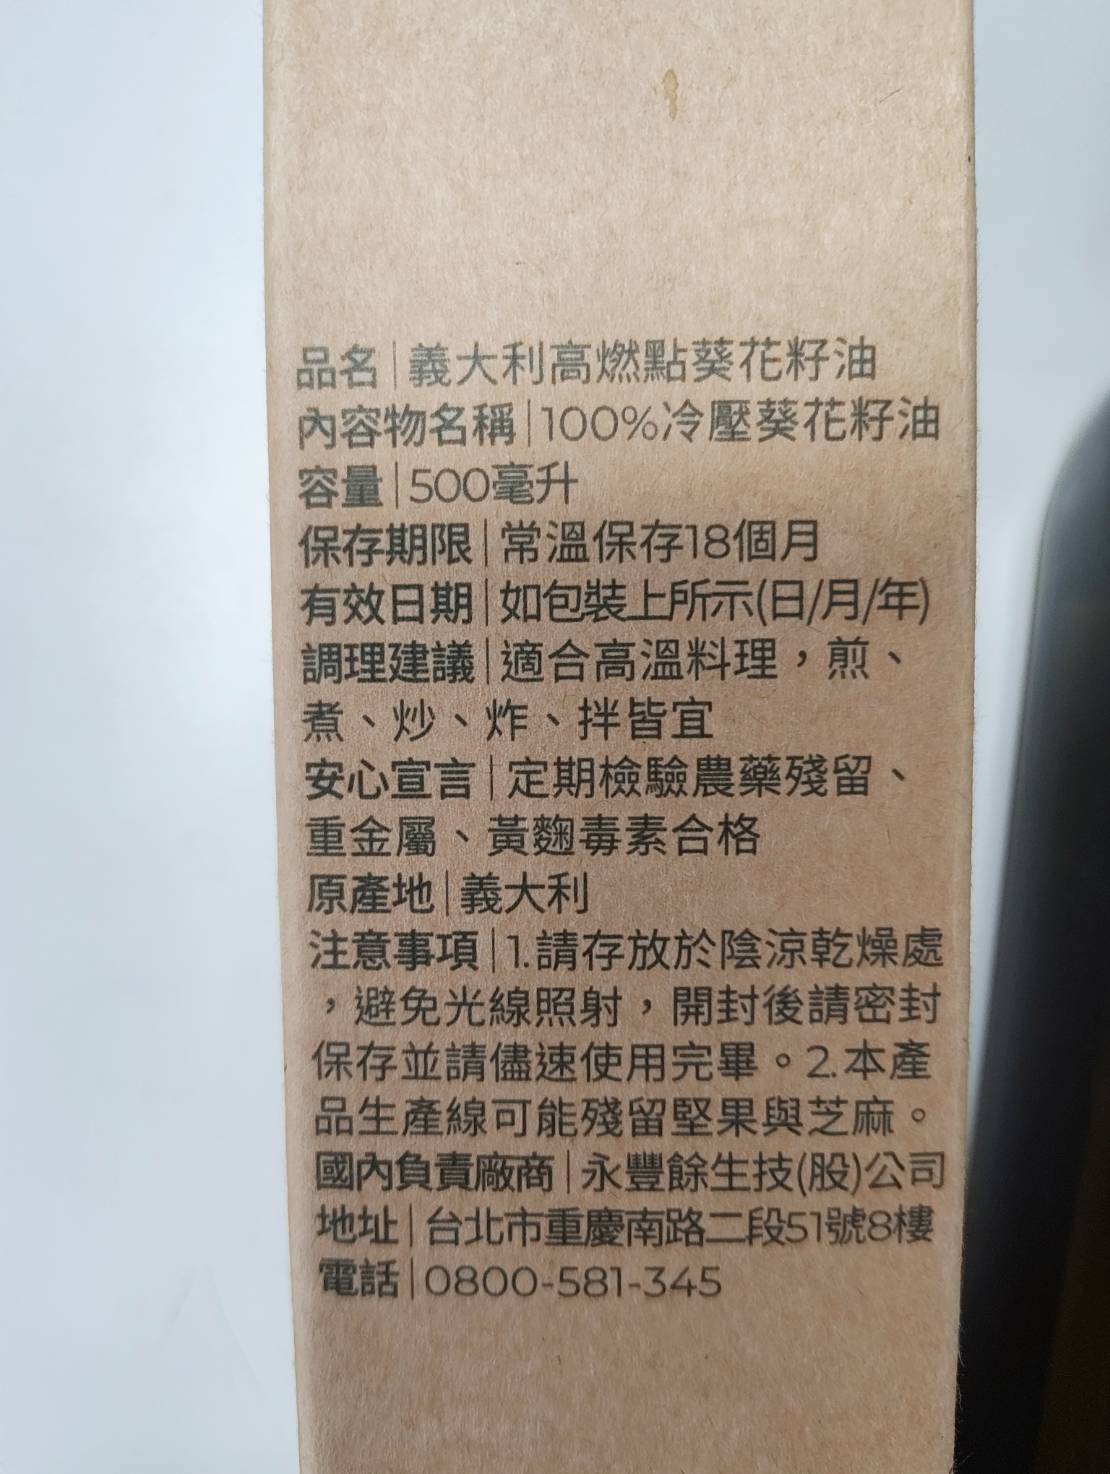 品名|義大利高燃點葵花籽油
內容物名稱|100%冷壓葵花籽油
容量|500毫升
保存期限|常溫保存18個月
有效日期|如包裝上所示(日/月/年)
調理建議|適合高溫料理，煎、
煮、炒、炸、拌皆宜
安心宣言|定期檢驗農藥殘留、
重金屬、黃麴毒素合格
原產地|義大利
注意事項|1.請存放於陰涼乾燥處
，避免光線照射，開封後請密封
保存並請儘速使用完畢。2.本產
品生產線可能殘留堅果與芝麻。
國內負責廠商|永豐餘生技(股)公司
地址|台北市重慶南路二段51號8樓
電話|0800-581-345